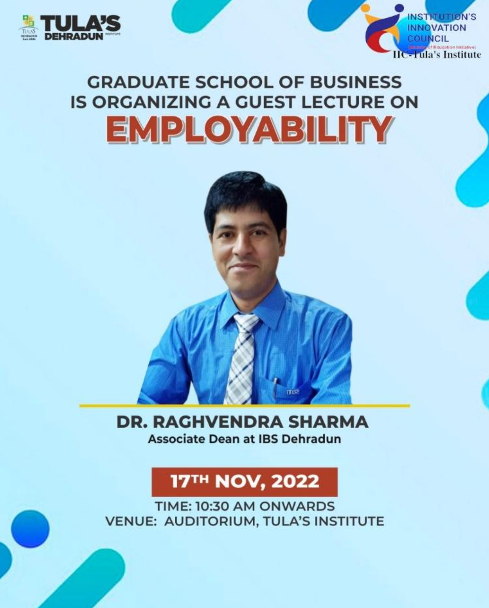 TULA'S
DEHRADUN
INSTITUTE
TULA'S
INSTITUTION'S
INNOVATION
COUNCIL
IIC-Tula's Institute
GRADUATE SCHOOL OF BUSINESS
IS ORGANIZING A GUEST LECTURE ON
EMPLOYABILITY
DR. RAGHVENDRA SHARMA
Associate Dean at IBS Dehradun
17TH NOV, 2022
TIME: 10:30 AM ONWARDS
VENUE: AUDITORIUM, TULA'S INSTITUTE